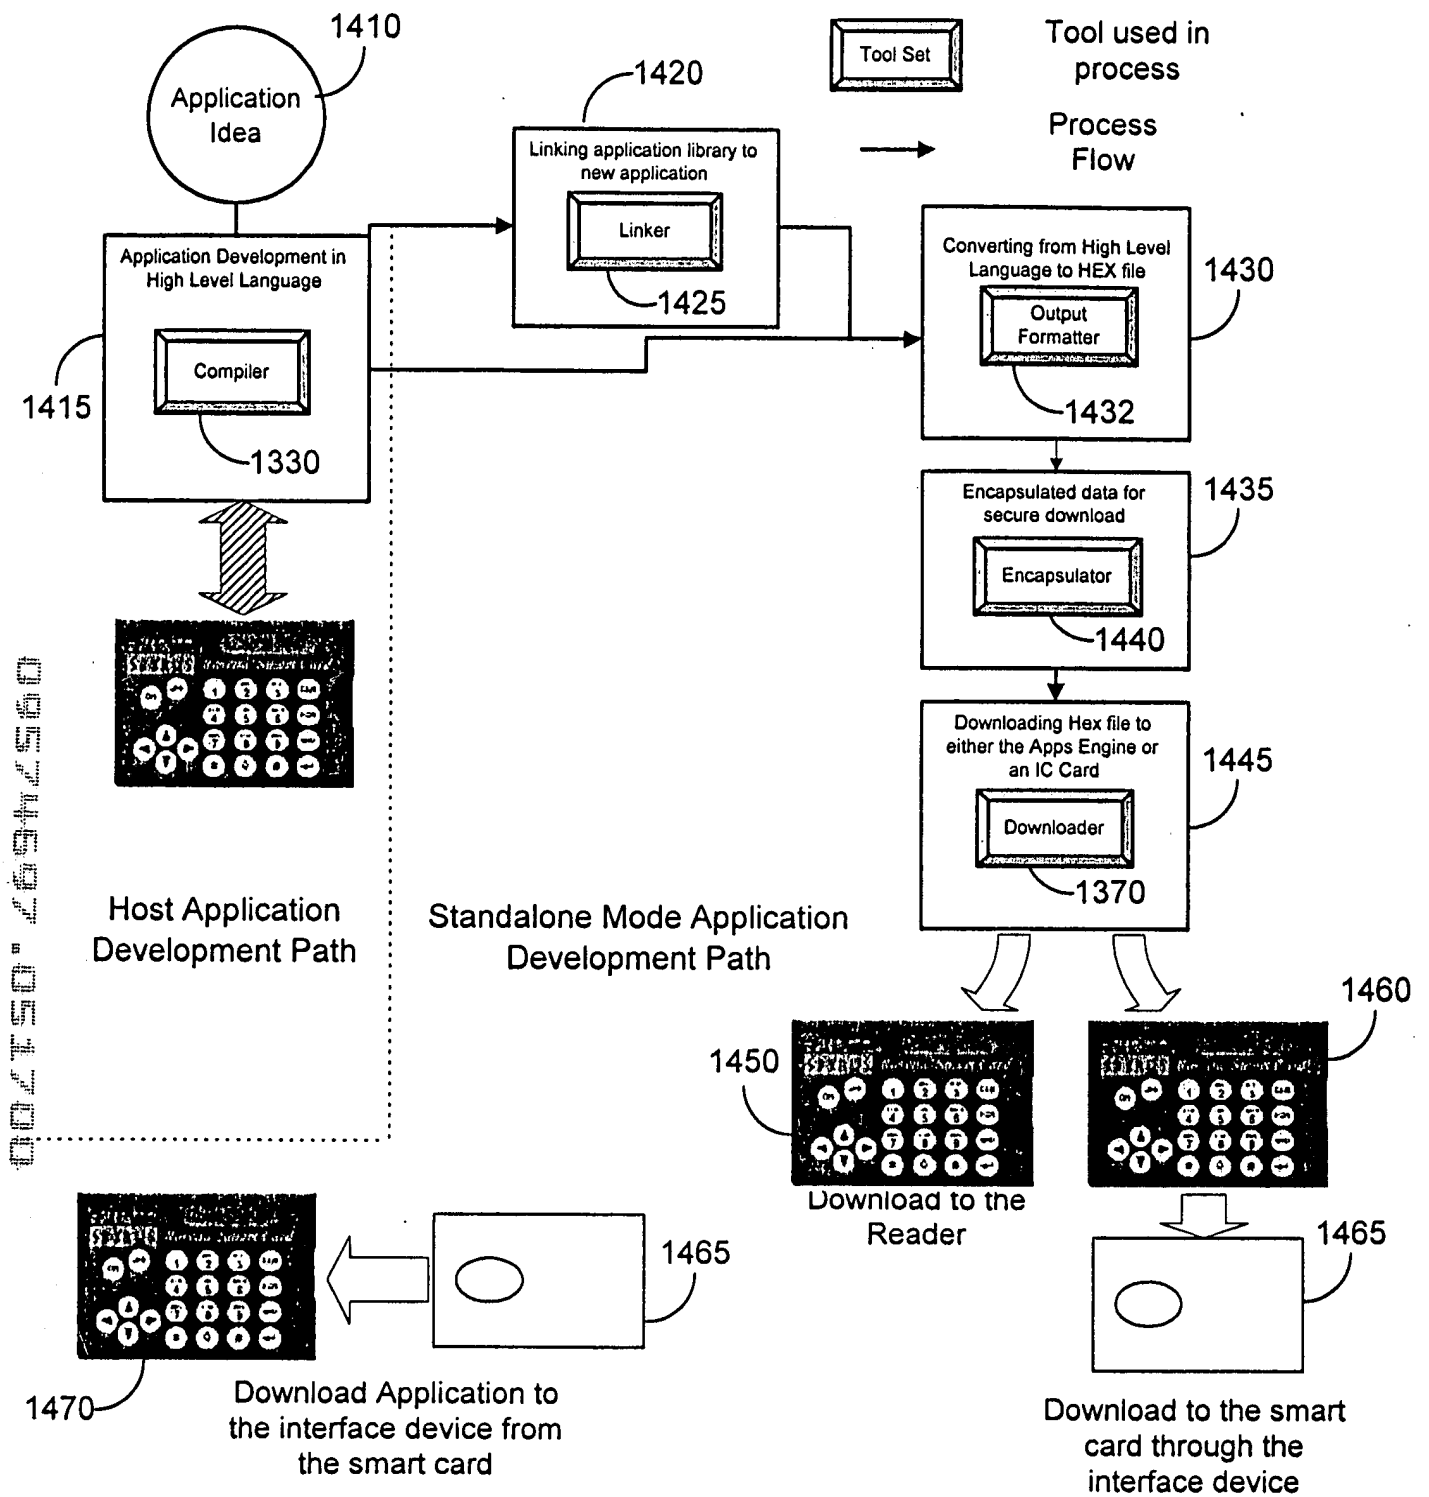 1410
Application
Idea
1420
Tool Set
Tool used in
process
Process
Flow
Linking application library to
new application
Linker
1425
Application Development in
High Level Language
Compiler
1330
1415
Converting from High Level
Language to HEX file
Output
Formatter
1432
1430
Encapsulated data for
secure download
Encapsulator
1440
1435
Downloading Hex file to
either the Apps Engine or
an IC Card
Downloader
1370
1445
Host Application
Development Path
Standalone Mode Application
Development Path
1450
1460
Download to the
Reader
1465
1465
1470
Download Application to
the interface device from
the smart card
Download to the smart
card through the
interface device